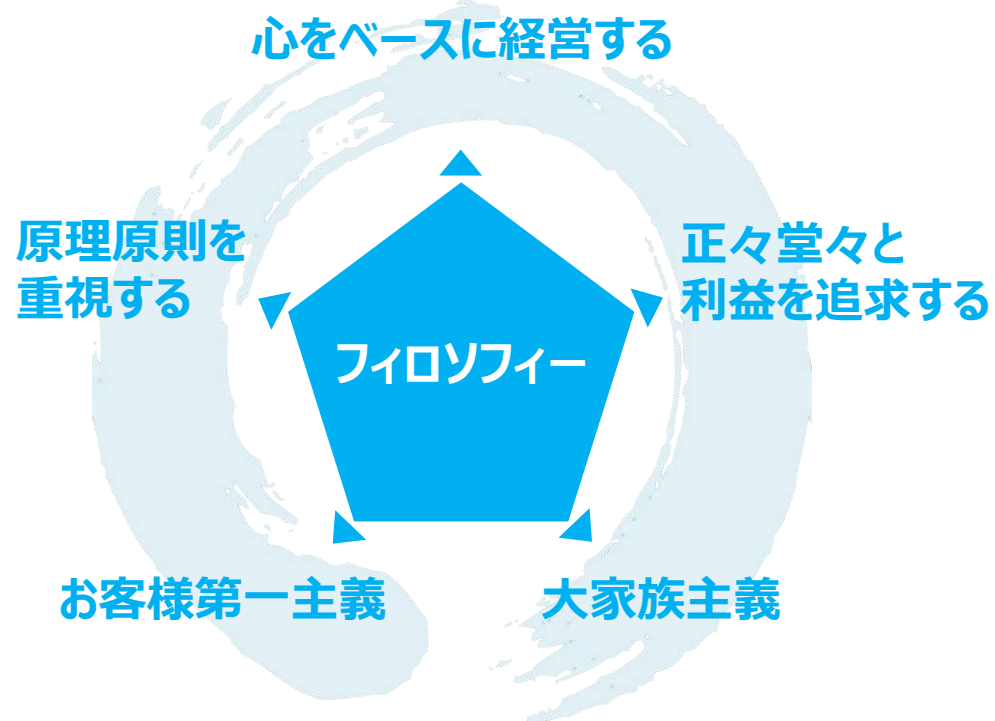 心をベースに経営する
原理原則を
重視する
正々堂々と
利益を追求する
フィロソフィー
お客様第一主義
大家族主義